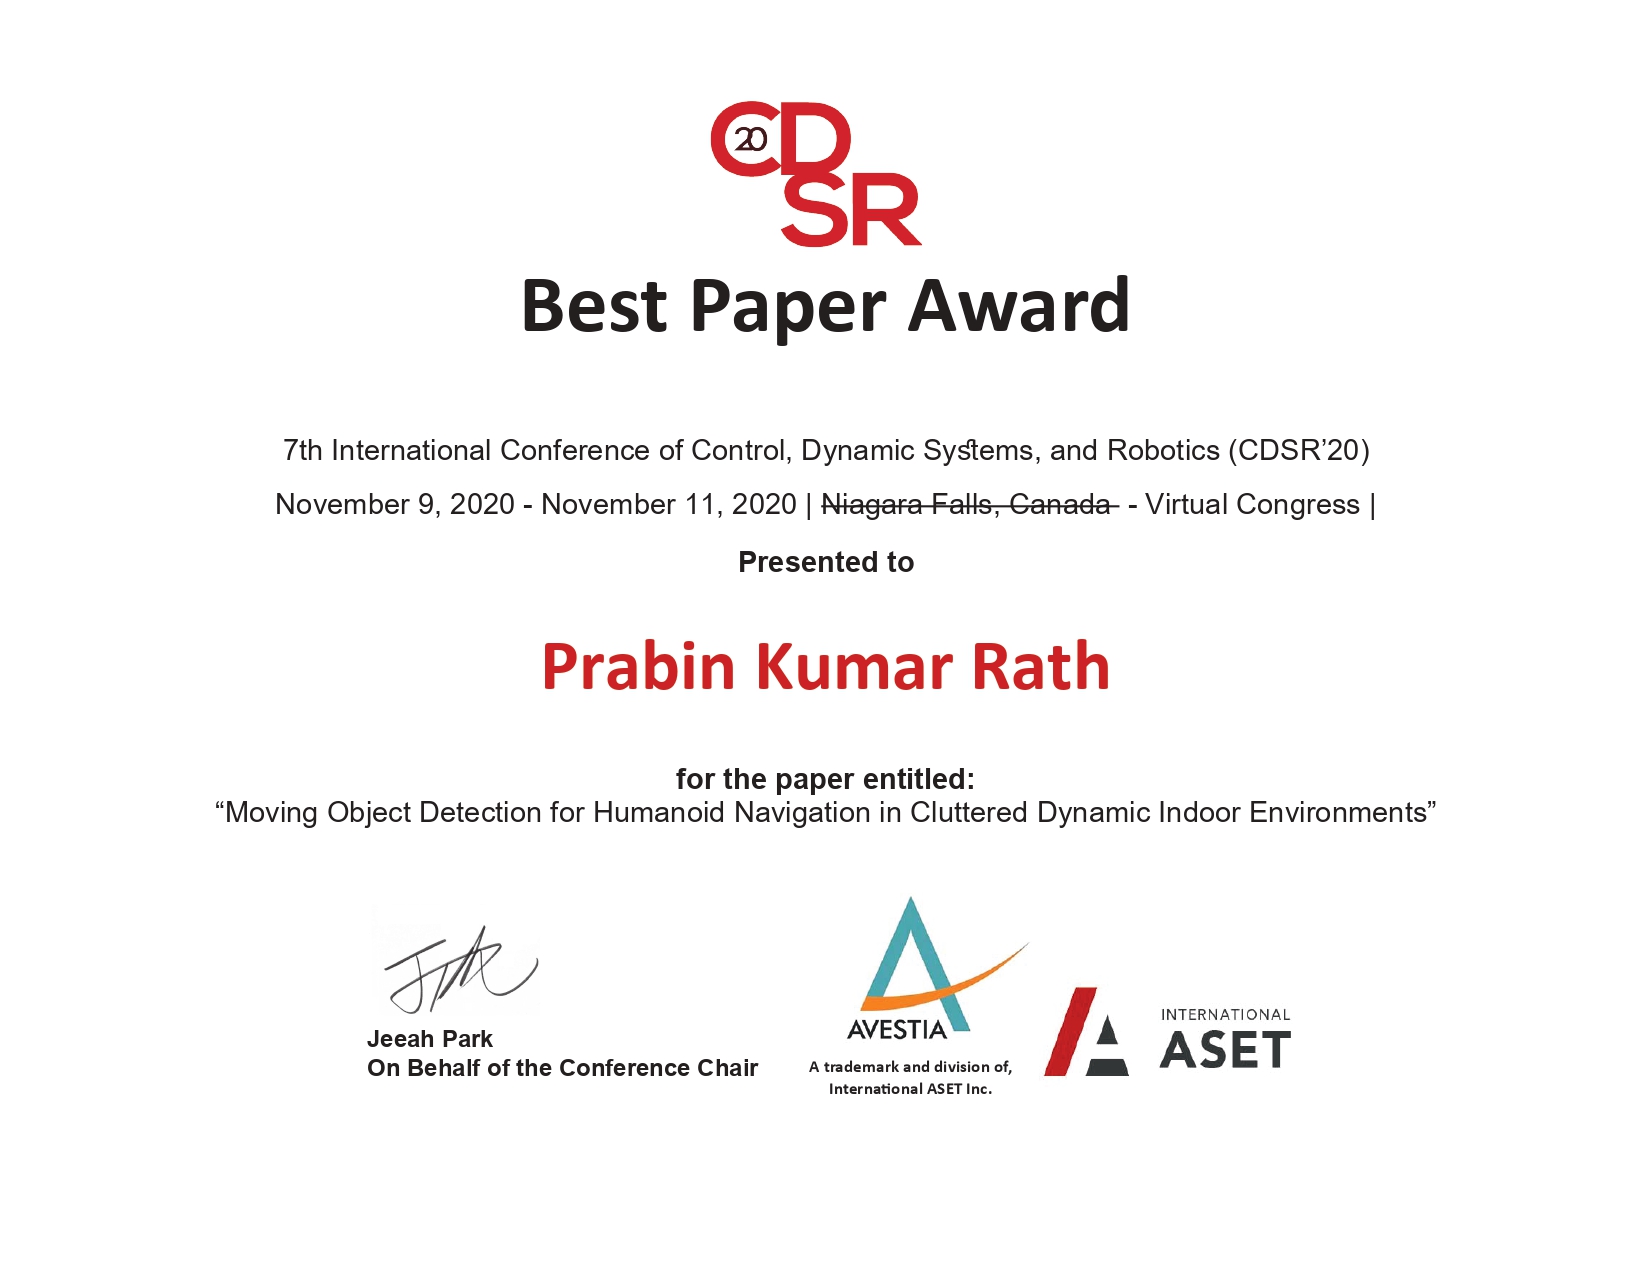 CD
20
SR
Best Paper Award
7th International Conference of Control, Dynamic Systems, and Robotics (CDSR’20)
November 9, 2020 - November 11, 2020 | Niagara Falls, Canada - Virtual Congress |
Presented to
Prabin Kumar Rath
for the paper entitled:
“Moving Object Detection for Humanoid Navigation in Cluttered Dynamic Indoor Environments”
Jeeah Park
On Behalf of the Conference Chair
AVESTIA
A trademark and division of,
International ASET Inc.
INTERNATIONAL
ASET